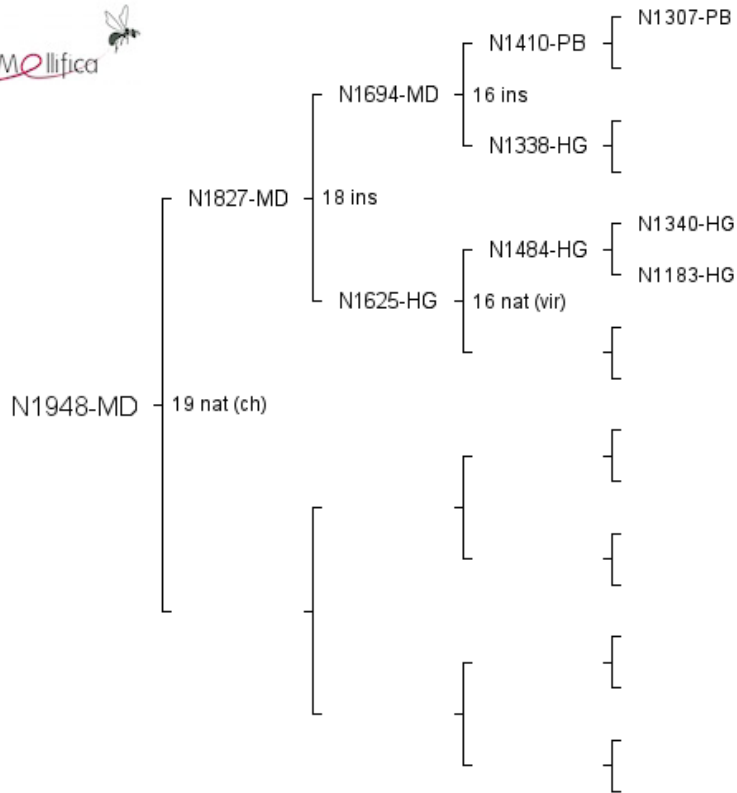 Mellifica
N1307-PB
N1410-PB
N1694-MD
16 ins
N1338-HG
N1827-MD
18 ins
N1340-HG
N1484-HG
N1183-HG
N1625-HG
16 nat (vir)
N1948-MD
19 nat (ch)